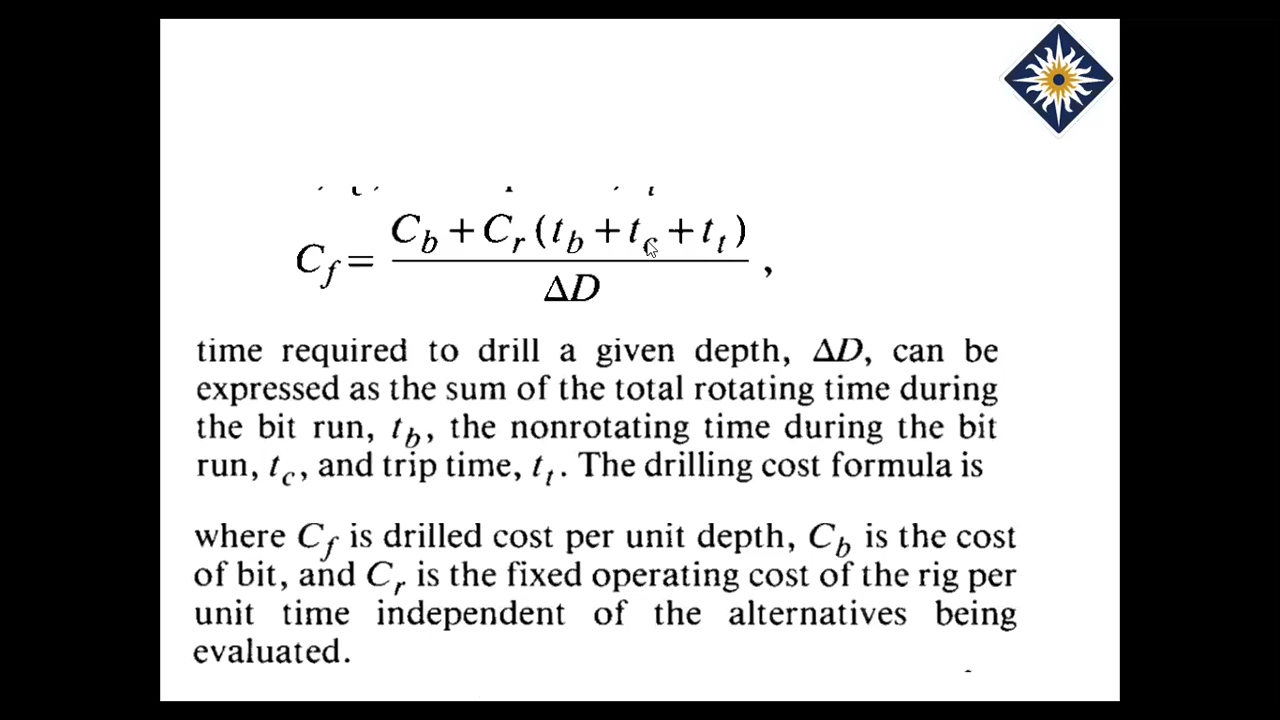 C_f = (C_b + C_r (t_b + t_c + t_t)) / ΔD ,
time required to drill a given depth, ΔD, can be
expressed as the sum of the total rotating time during
the bit run, t_b, the nonrotating time during the bit
run, t_c, and trip time, t_t. The drilling cost formula is
where C_f is drilled cost per unit depth, C_b is the cost
of bit, and C_r is the fixed operating cost of the rig per
unit time independent of the alternatives being
evaluated.